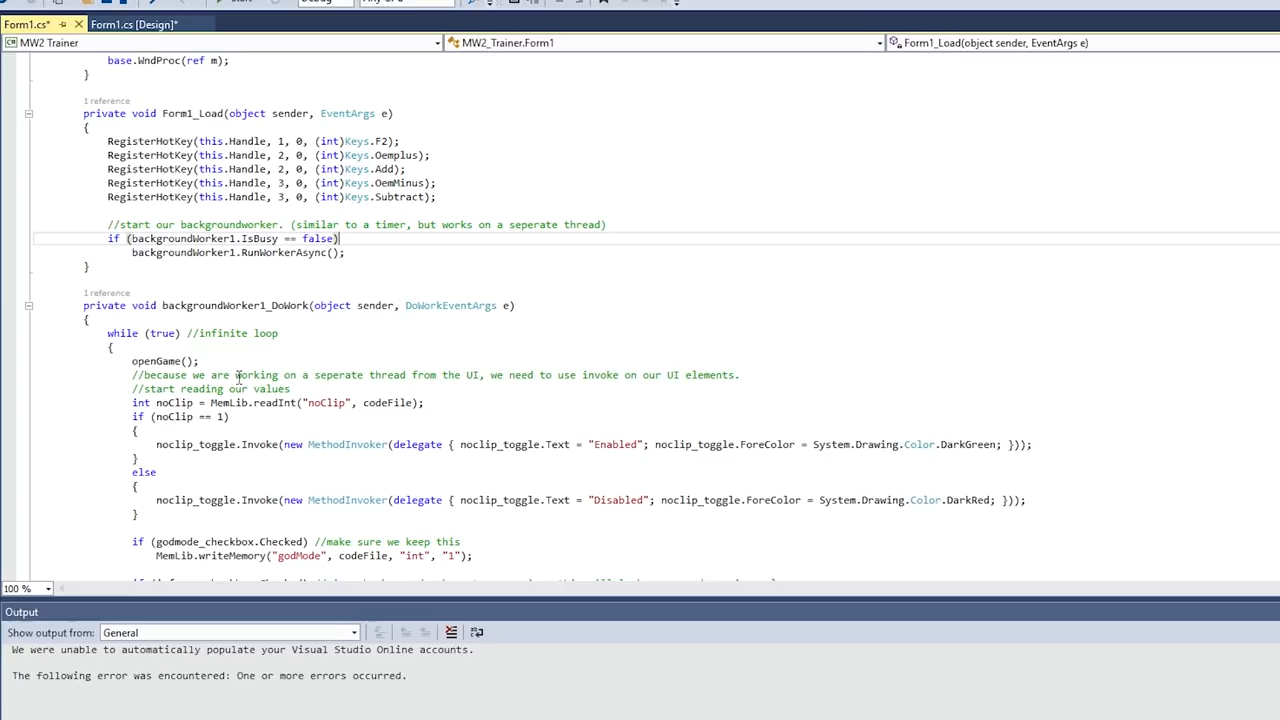 Start
Debug
Any CPU
Form1.cs*
Form1.cs [Design]*
MW2 Trainer
MW2_Trainer.Form1
Form1_Load(object sender, EventArgs e)
base.WndProc(ref m);
}
1 reference
private void Form1_Load(object sender, EventArgs e)
{
RegisterHotKey(this.Handle, 1, 0, (int)Keys.F2);
RegisterHotKey(this.Handle, 2, 0, (int)Keys.Oemplus);
RegisterHotKey(this.Handle, 2, 0, (int)Keys.Add);
RegisterHotKey(this.Handle, 3, 0, (int)Keys.OemMinus);
RegisterHotKey(this.Handle, 3, 0, (int)Keys.Subtract);
//start our backgroundworker. (similar to a timer, but works on a seperate thread)
if (backgroundWorker1.IsBusy == false)
backgroundWorker1.RunWorkerAsync();
}
1 reference
private void backgroundWorker1_DoWork(object sender, DoWorkEventArgs e)
{
while (true) //infinite loop
{
openGame();
//because we are working on a seperate thread from the UI, we need to use invoke on our UI elements.
//start reading our values
int noClip = MemLib.readInt("noClip", codeFile);
if (noClip == 1)
{
noclip_toggle.Invoke(new MethodInvoker(delegate { noclip_toggle.Text = "Enabled"; noclip_toggle.ForeColor = System.Drawing.Color.DarkGreen; }));
}
else
{
noclip_toggle.Invoke(new MethodInvoker(delegate { noclip_toggle.Text = "Disabled"; noclip_toggle.ForeColor = System.Drawing.Color.DarkRed; }));
}
if (godmode_checkbox.Checked) //make sure we keep this
MemLib.writeMemory("godMode", codeFile, "int", "1");
100 %
Output
Show output from:
General
We were unable to automatically populate your Visual Studio Online accounts.
The following error was encountered: One or more errors occurred.